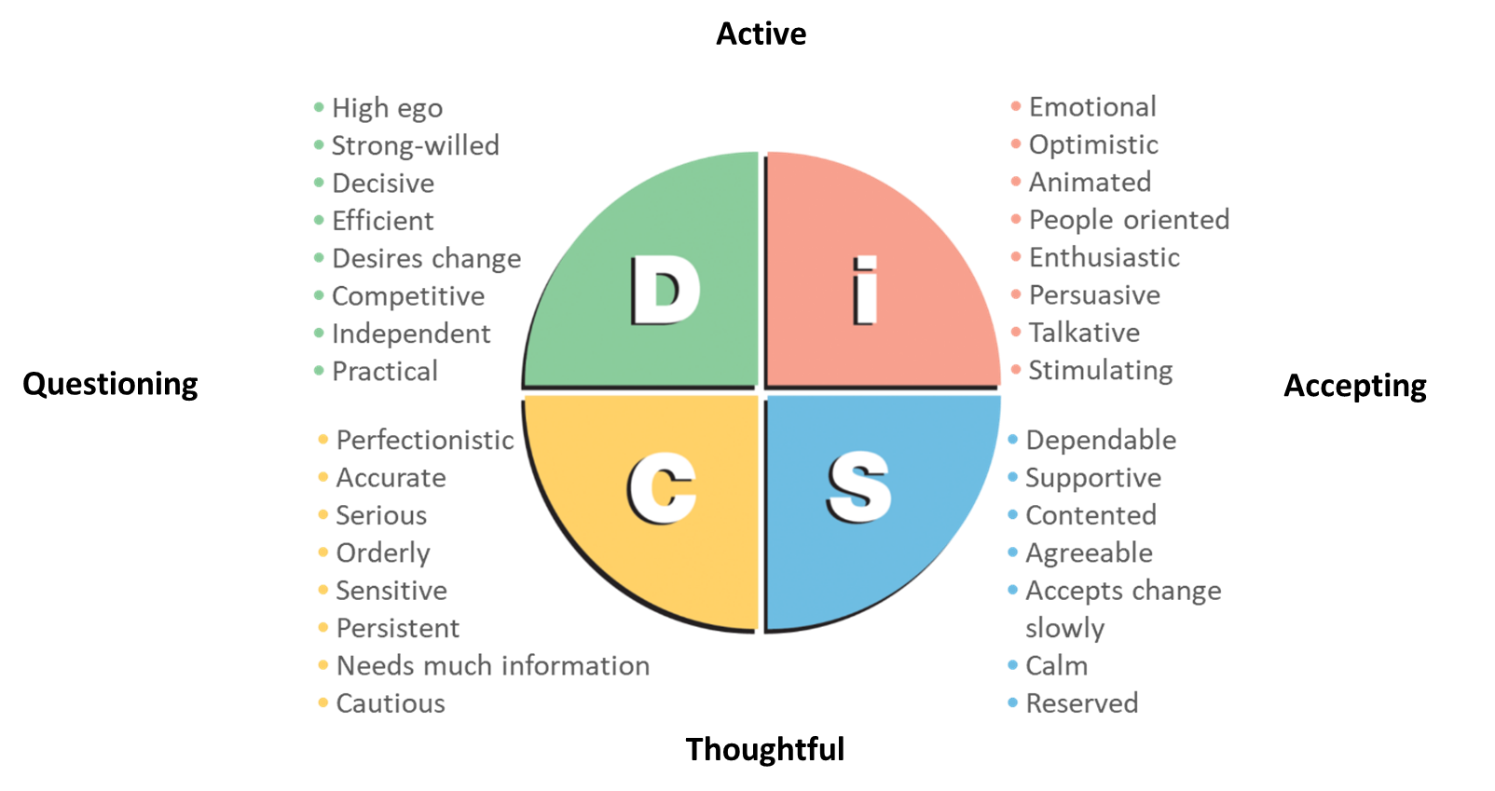 Active
• High ego
• Strong-willed
• Decisive
• Efficient
• Desires change
• Competitive
• Independent
• Practical
• Emotional
• Optimistic
• Animated
• People oriented
• Enthusiastic
• Persuasive
• Talkative
• Stimulating
D
i
Questioning
Accepting
C
S
• Perfectionistic
• Accurate
• Serious
• Orderly
• Sensitive
• Persistent
• Needs much information
• Cautious
• Dependable
• Supportive
• Contented
• Agreeable
• Accepts change
slowly
• Calm
• Reserved
Thoughtful